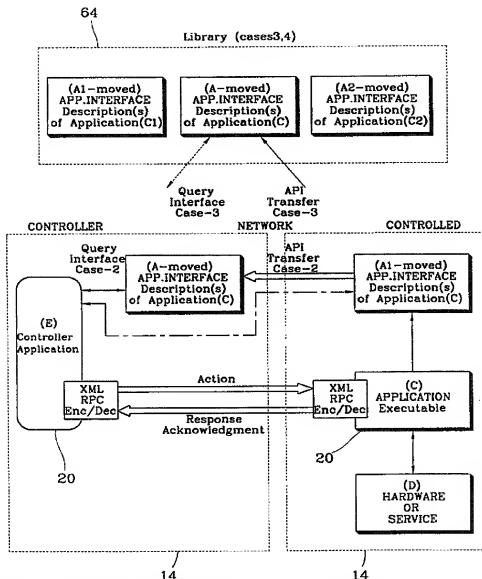 64
Library (cases3,4)
(A1-moved)
APP.INTERFACE
Description(s)
of Application(C1)
(A-moved)
APP.INTERFACE
Description(s)
of Application(C)
(A2-moved)
APP.INTERFACE
Description(s)
of Application(C2)
Query
Interface
Case-3
API
Transfer
Case-3
CONTROLLER
NETWORK
CONTROLLED
Query
Interface
Case-2
(A-moved)
APP.INTERFACE
Description(s)
of Application(C)
API
Transfer
Case-2
(A1-moved)
APP.INTERFACE
Description(s)
of Application(C)
(E)
Controller
Application
XML
RPC
Enc/Dec
Action
Response
Acknowledgment
XML
RPC
Enc/Dec
(C)
APPLICATION
Executable
20
20
(D)
HARDWARE
OR
SERVICE
14
14